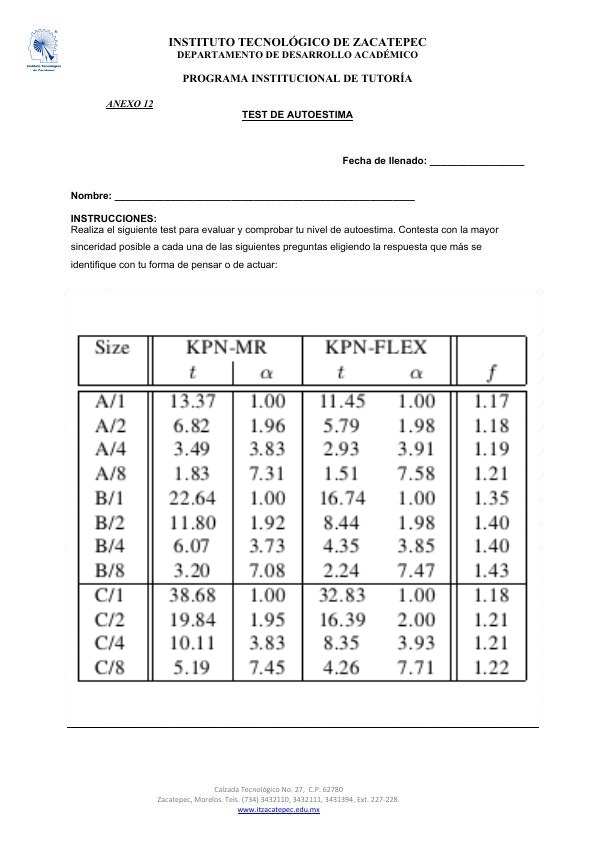 INSTITUTO TECNOLÓGICO DE ZACATEPEC
DEPARTAMENTO DE DESARROLLO ACADÉMICO
PROGRAMA INSTITUCIONAL DE TUTORÍA
ANEXO 12
TEST DE AUTOESTIMA
Fecha de llenado: _________________
Nombre: ______________________________________________________
INSTRUCCIONES:
Realiza el siguiente test para evaluar y comprobar tu nivel de autoestima. Contesta con la mayor
sinceridad posible a cada una de las siguientes preguntas eligiendo la respuesta que más se
identifique con tu forma de pensar o de actuar:
Size KPN-MR KPN-FLEX
t α t α f
A/1 13.37 1.00 11.45 1.00 1.17
A/2 6.82 1.96 5.79 1.98 1.18
A/4 3.49 3.83 2.93 3.91 1.19
A/8 1.83 7.31 1.51 7.58 1.21
B/1 22.64 1.00 16.74 1.00 1.35
B/2 11.80 1.92 8.44 1.98 1.40
B/4 6.07 3.73 4.35 3.85 1.40
B/8 3.20 7.08 2.24 7.47 1.43
C/1 38.68 1.00 32.83 1.00 1.18
C/2 19.84 1.95 16.39 2.00 1.21
C/4 10.11 3.83 8.35 3.93 1.21
C/8 5.19 7.45 4.26 7.71 1.22
Calzada Tecnológico No. 27, C.P. 62780
Zacatepec, Morelos. Tels. (734) 3432110, 3432111, 3431394, Ext. 227-228.
www.itzacatepec.edu.mx